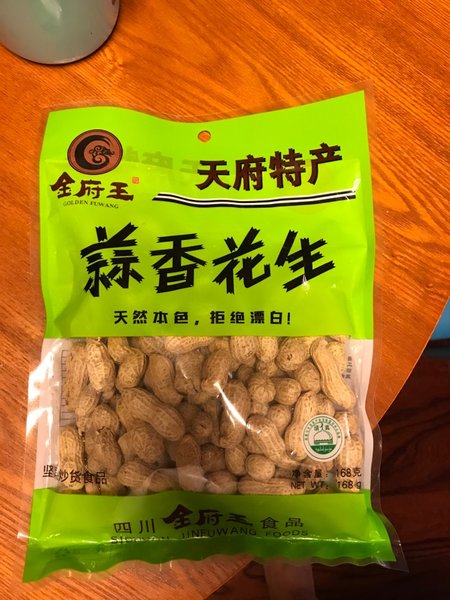 天府特产
金府王
GOLDEN FUWANG
蒜香花生
天然本色，拒绝漂白！
清真
净含量：168克
NET WT：168g
坚 炒货食品
四川金府王食品
SICHUAN JINFUWANG FOODS